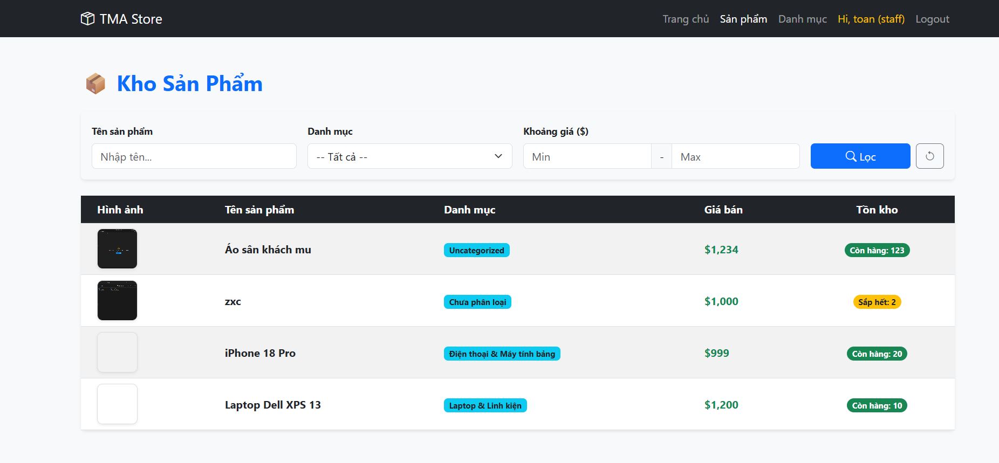 TMA Store
Trang chủ Sản phẩm Danh mục Hi, toan (staff) Logout
Kho Sản Phẩm
Tên sản phẩm Danh mục Khoảng giá ($)
Nhập tên... -- Tất cả -- Min - Max Lọc
Hình ảnh Tên sản phẩm Danh mục Giá bán Tồn kho
Áo sân khách mu Uncategorized $1,234 Còn hàng: 123
zxc Chưa phân loại $1,000 Sắp hết: 2
iPhone 18 Pro Điện thoại & Máy tính bảng $999 Còn hàng: 20
Laptop Dell XPS 13 Laptop & Linh kiện $1,200 Còn hàng: 10